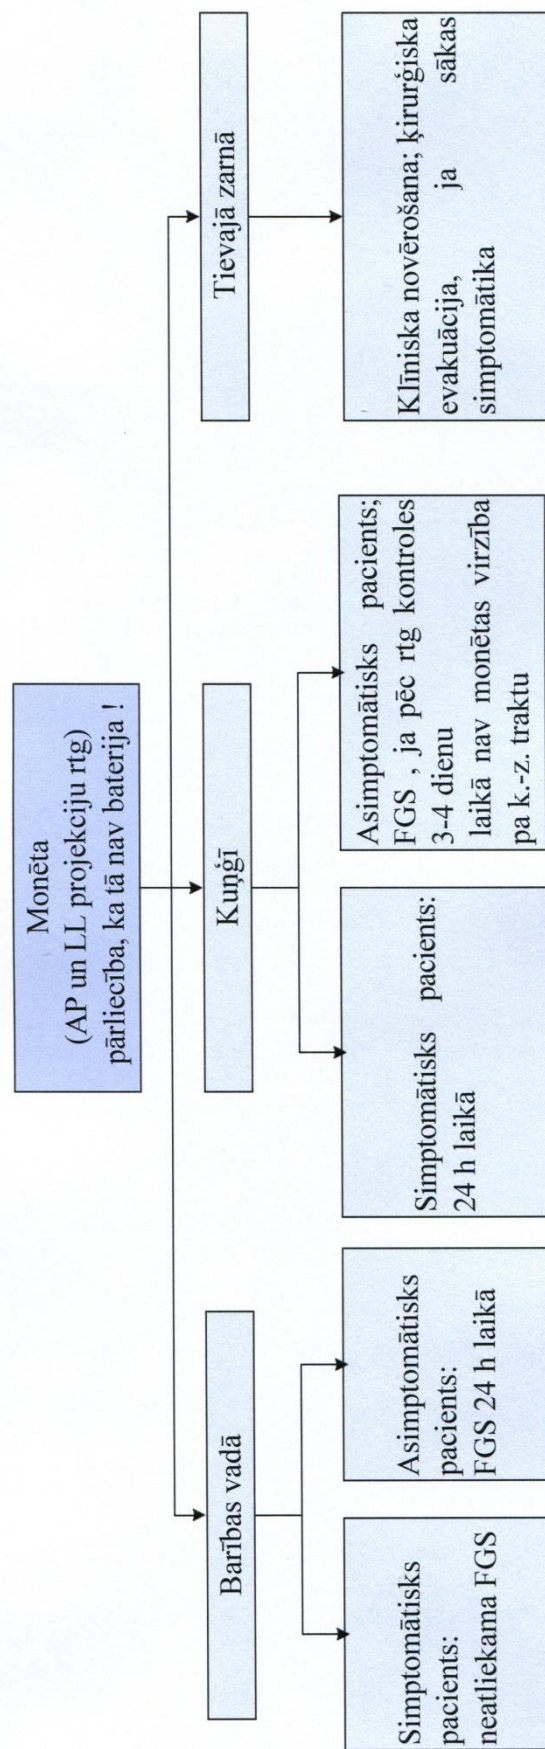 Monēta
(AP un LL projekciju rtg)
pārliecība, ka tā nav baterija !
Barības vadā
Kuņģī
Tievajā zarnā
Simptomātisks
pacients:
neatliekama FGS
Asimptomātisks
pacients:
FGS 24 h laikā
Simptomātisks pacients:
24 h laikā
Asimptomātisks pacients;
FGS , ja pēc rtg kontroles
3-4 dienu
laikā nav monētas virzība
pa k.-z. traktu
Klīniska novērošana; ķirurģiska
evakuācija, ja sākas
simptomātika